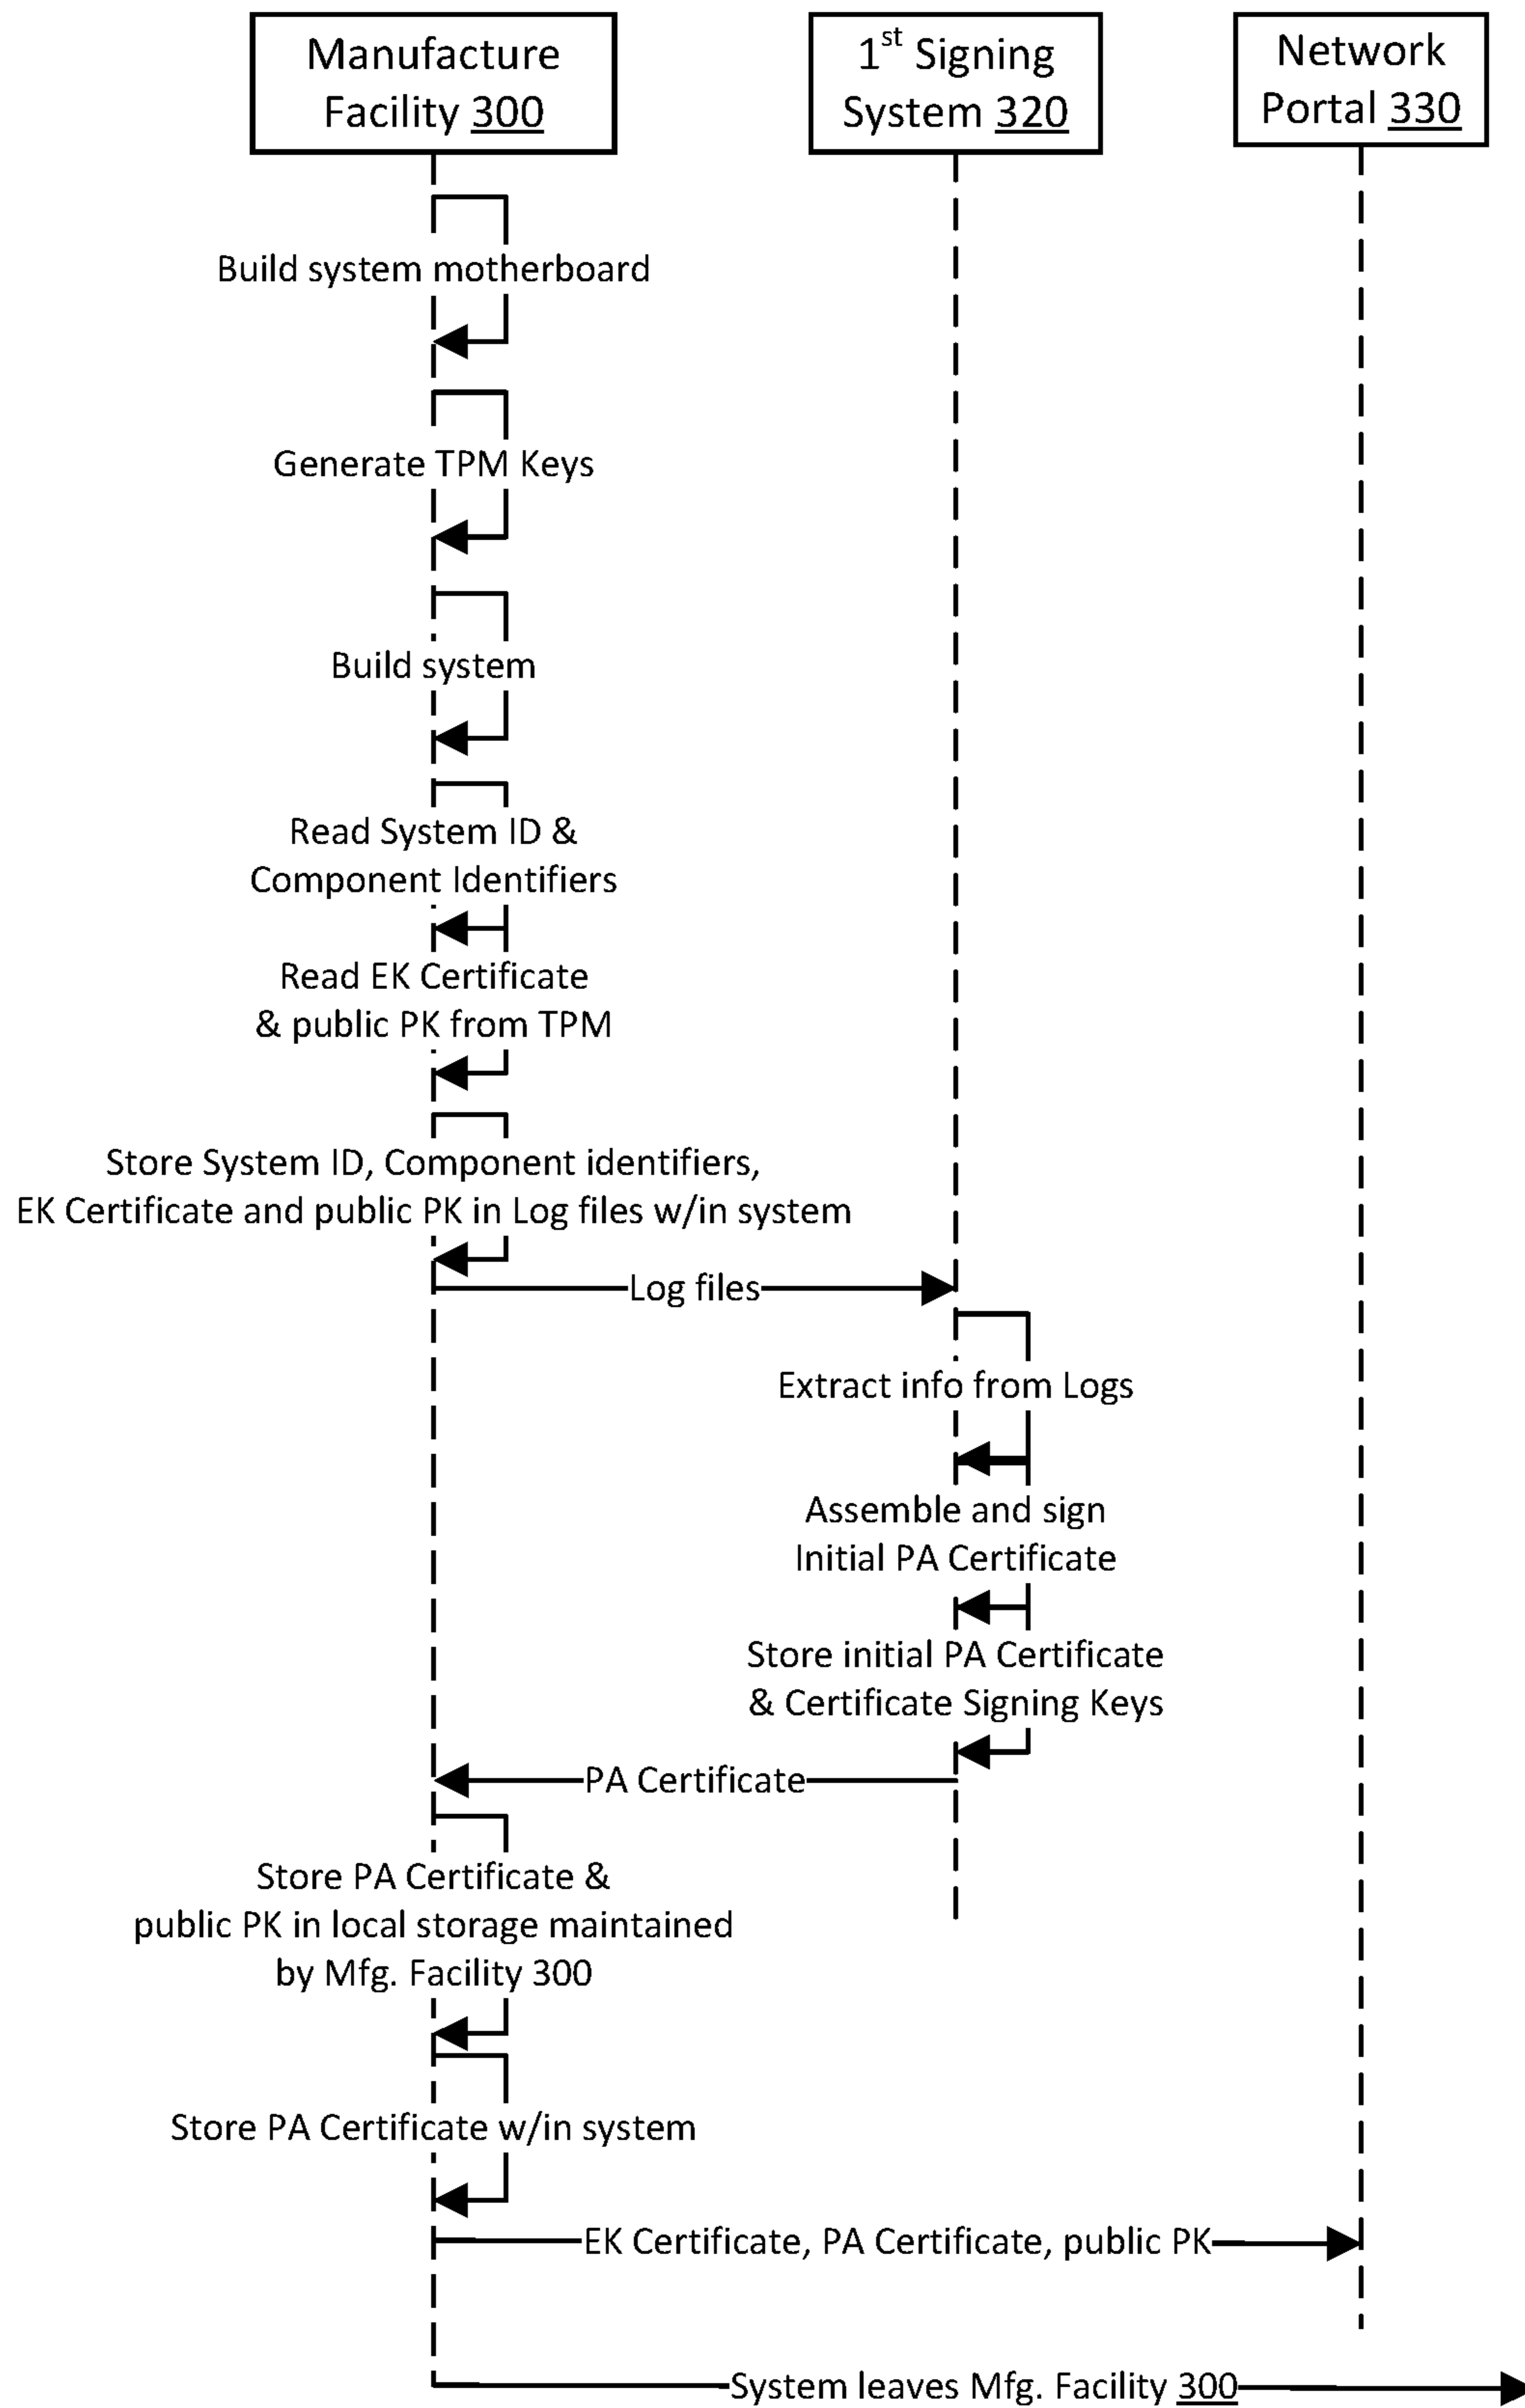 Manufacture
Facility 300
1st Signing
System 320
Network
Portal 330
Build system motherboard
Generate TPM Keys
Build system
Read System ID &
Component Identifiers
Read EK Certificate
& public PK from TPM
Store System ID, Component identifiers,
EK Certificate and public PK in Log files w/in system
Log files
Extract info from Logs
Assemble and sign
Initial PA Certificate
Store initial PA Certificate
& Certificate Signing Keys
PA Certificate
Store PA Certificate &
public PK in local storage maintained
by Mfg. Facility 300
Store PA Certificate w/in system
EK Certificate, PA Certificate, public PK
System leaves Mfg. Facility 300